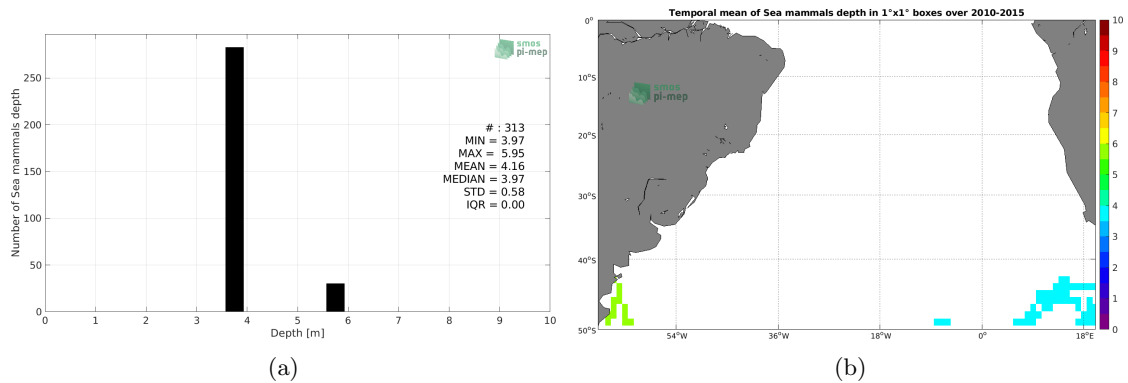 smos
pi-mep
Number of Sea mammals depth
250
200
150
100
50
0
# : 313
MIN = 3.97
MAX = 5.95
MEAN = 4.16
MEDIAN = 3.97
STD = 0.58
IQR = 0.00
0 1 2 3 4 5 6 7 8 9 10
Depth [m]
(a)
Temporal mean of Sea mammals depth in 1°x1° boxes over 2010-2015
smos
pi-mep
0°
10°S
20°S
30°S
40°S
50°S
54°W 36°W 18°W 0° 18°E
10
9
8
7
6
5
4
3
2
1
0
(b)